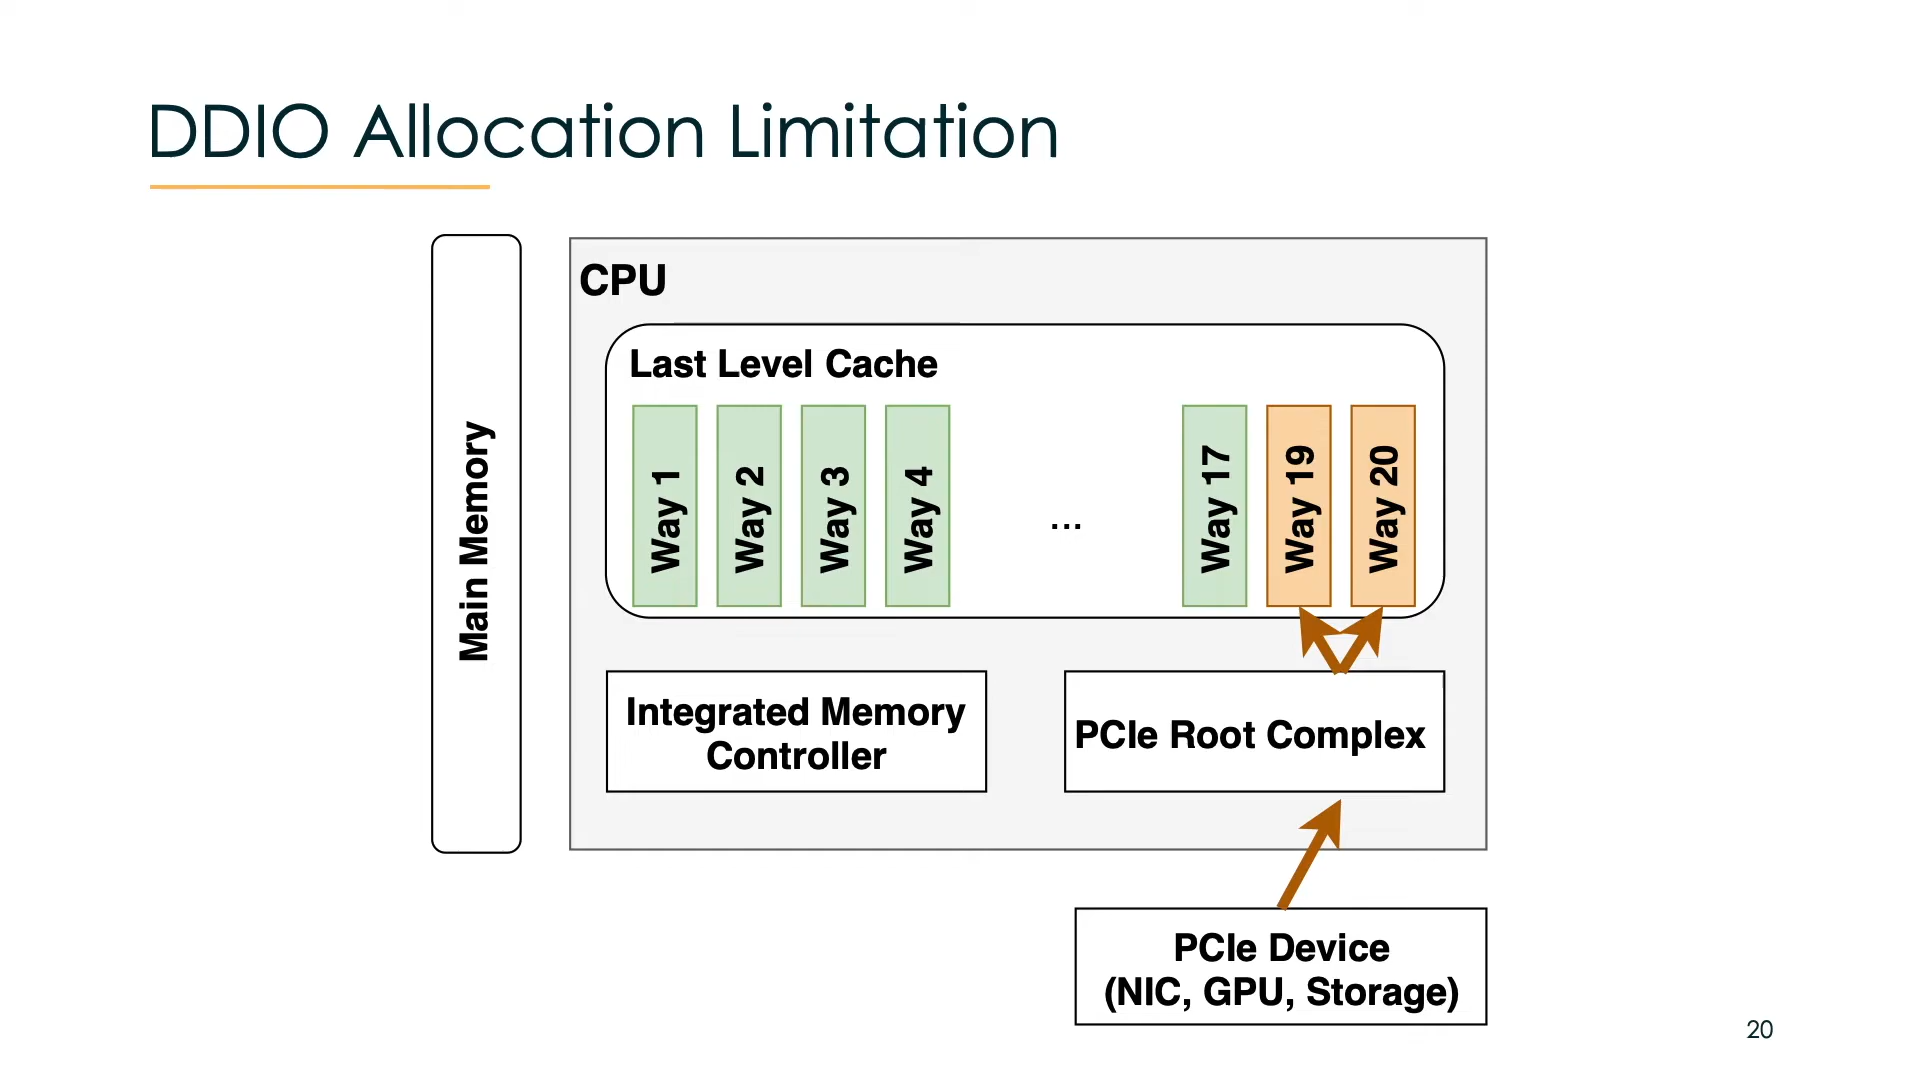 DDIO Allocation Limitation
Main Memory
CPU
Last Level Cache
Way 1
Way 2
Way 3
Way 4
...
Way 17
Way 19
Way 20
Integrated Memory
Controller
PCIe Root Complex
PCIe Device
(NIC, GPU, Storage)
20